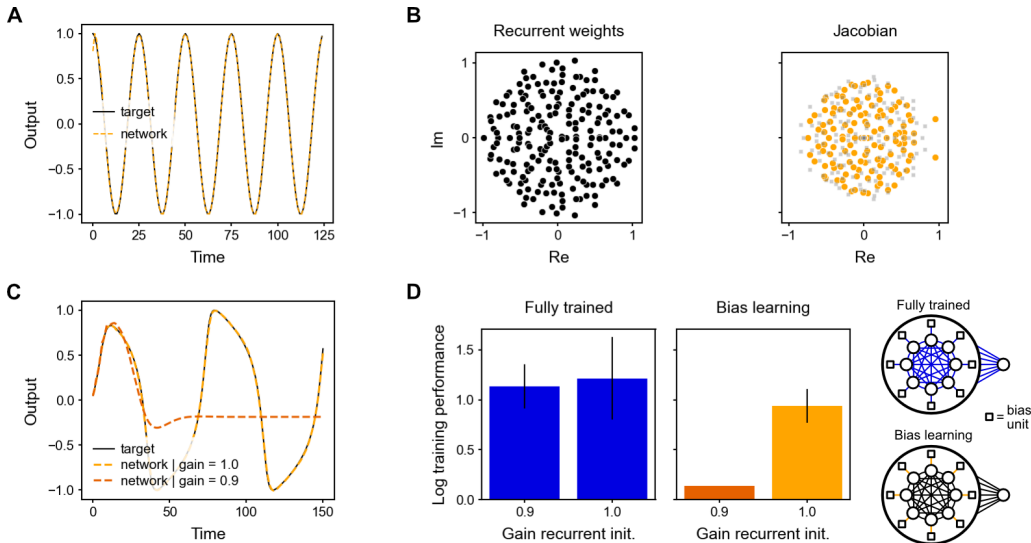 A
Output
1.0
0.5
0.0
−0.5
−1.0
target
network
0
25
50
75
100
125
Time
B
Recurrent weights
Im
1
0
−1
−1
0
1
Re
Jacobian
−1
0
1
Re
C
Output
1.0
0.5
0.0
−0.5
−1.0
target
network | gain = 1.0
network | gain = 0.9
0
50
100
150
Time
D
Log training performance
Fully trained
1.5
1.0
0.5
0.0
0.9
1.0
Gain recurrent init.
Bias learning
0.9
1.0
Gain recurrent init.
Fully trained
= bias
unit
Bias learning